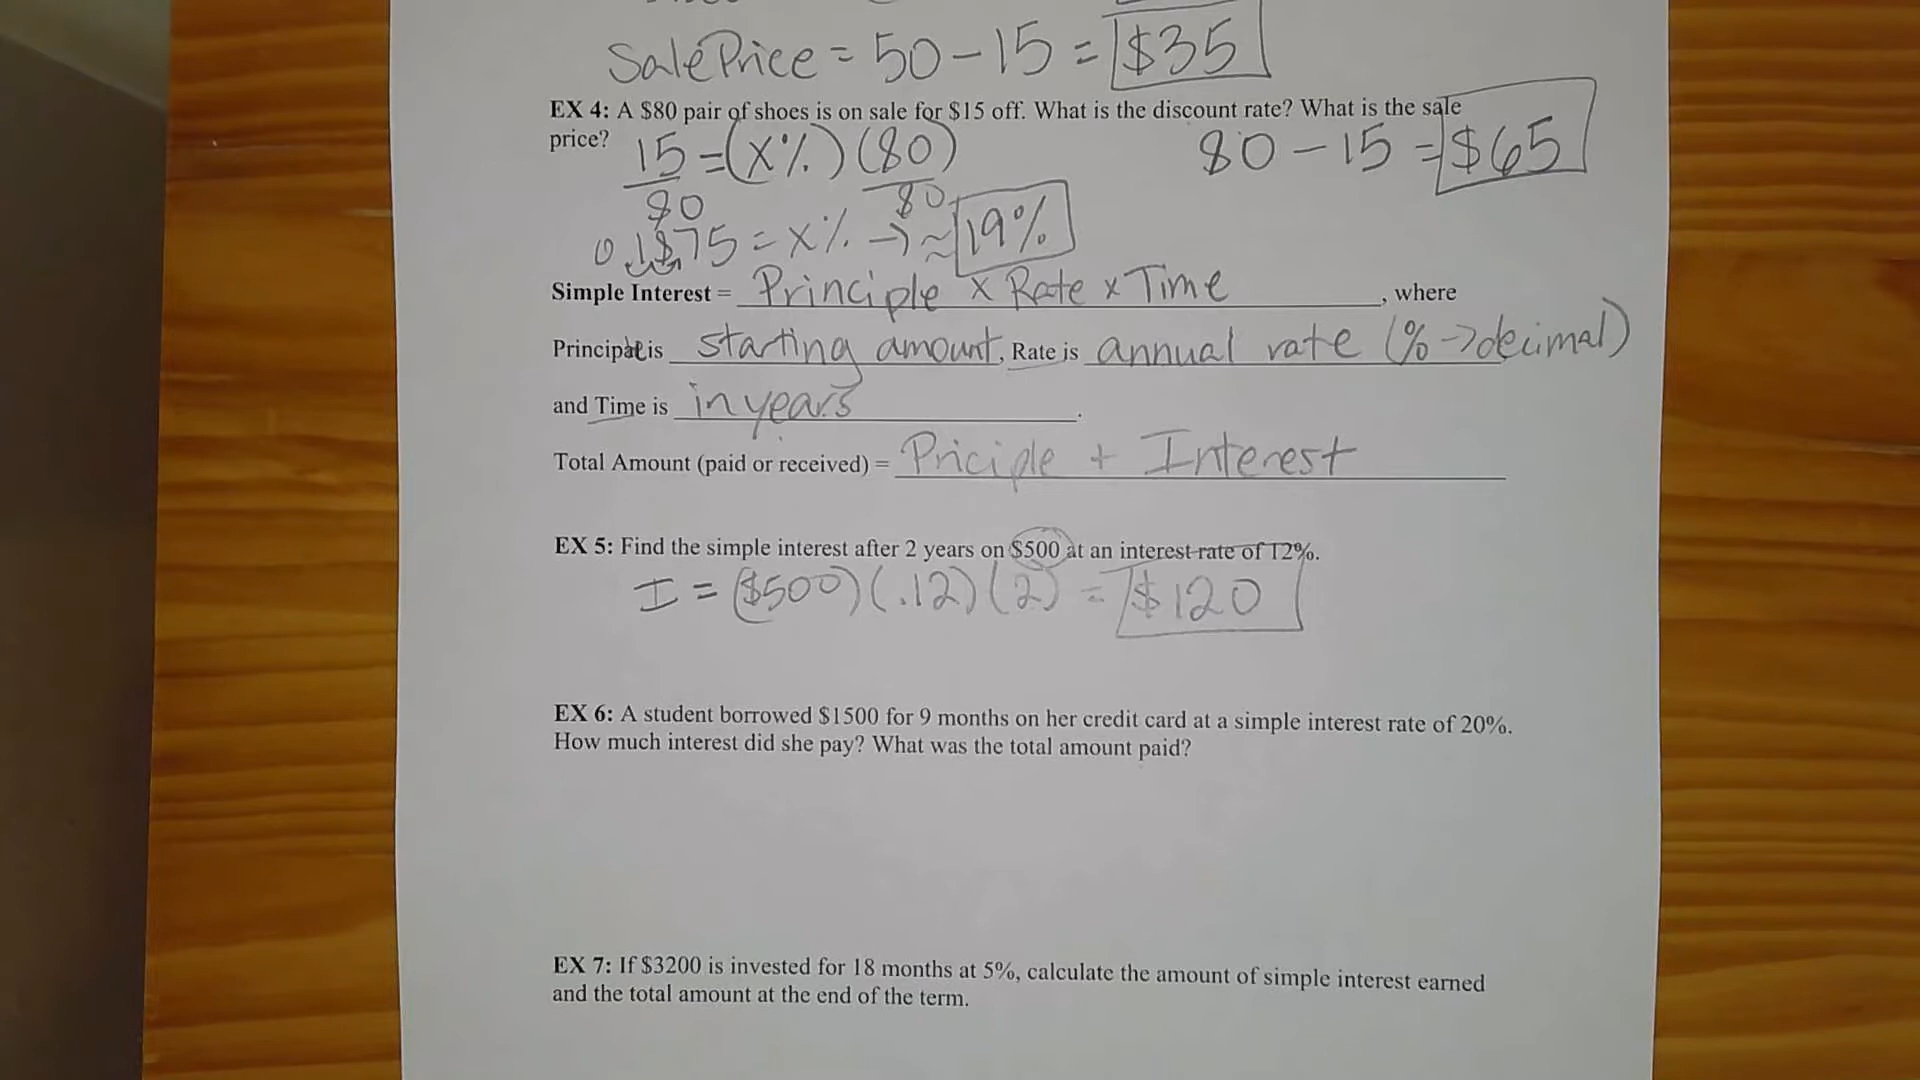 Sale Price = 50 - 15 = $35
EX 4: A $80 pair of shoes is on sale for $15 off. What is the discount rate? What is the sale
price?
15 = (x%) (80)
80 - 15 = $65
80 80
0.1875 = x% → ≈ 19%
Simple Interest = Principle x Rate x Time, where
Principle is starting amount, Rate is annual rate (% → decimal)
and Time is in years.
Total Amount (paid or received) = Priciple + Interest
EX 5: Find the simple interest after 2 years on $500 at an interest rate of 12%.
I = ($500)(.12)(2) = $120
EX 6: A student borrowed $1500 for 9 months on her credit card at a simple interest rate of 20%.
How much interest did she pay? What was the total amount paid?
EX 7: If $3200 is invested for 18 months at 5%, calculate the amount of simple interest earned
and the total amount at the end of the term.